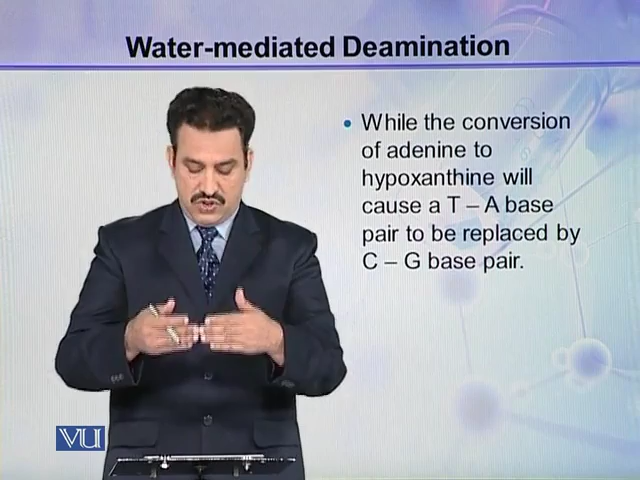 Water-mediated Deamination
• While the conversion
of adenine to
hypoxanthine will
cause a T – A base
pair to be replaced by
C – G base pair.
VU